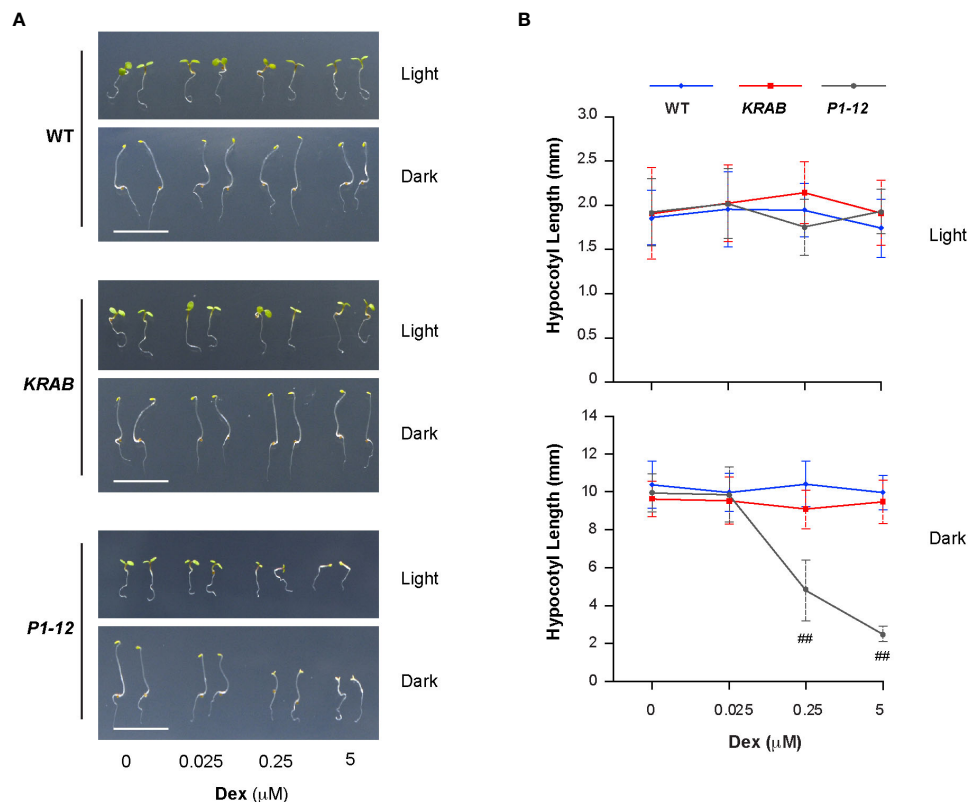 A
WT
Light
Dark
KRAB
Light
Dark
P1-12
Light
Dark
0 0.025 0.25 5
Dex (μM)
B
WT KRAB P1-12
3.0
2.5
2.0
1.5
1.0
0.5
0
Hypocotyl Length (mm)
Light
14
12
10
8
6
4
2
0
Hypocotyl Length (mm)
Dark
##
##
0 0.025 0.25 5
Dex (μM)